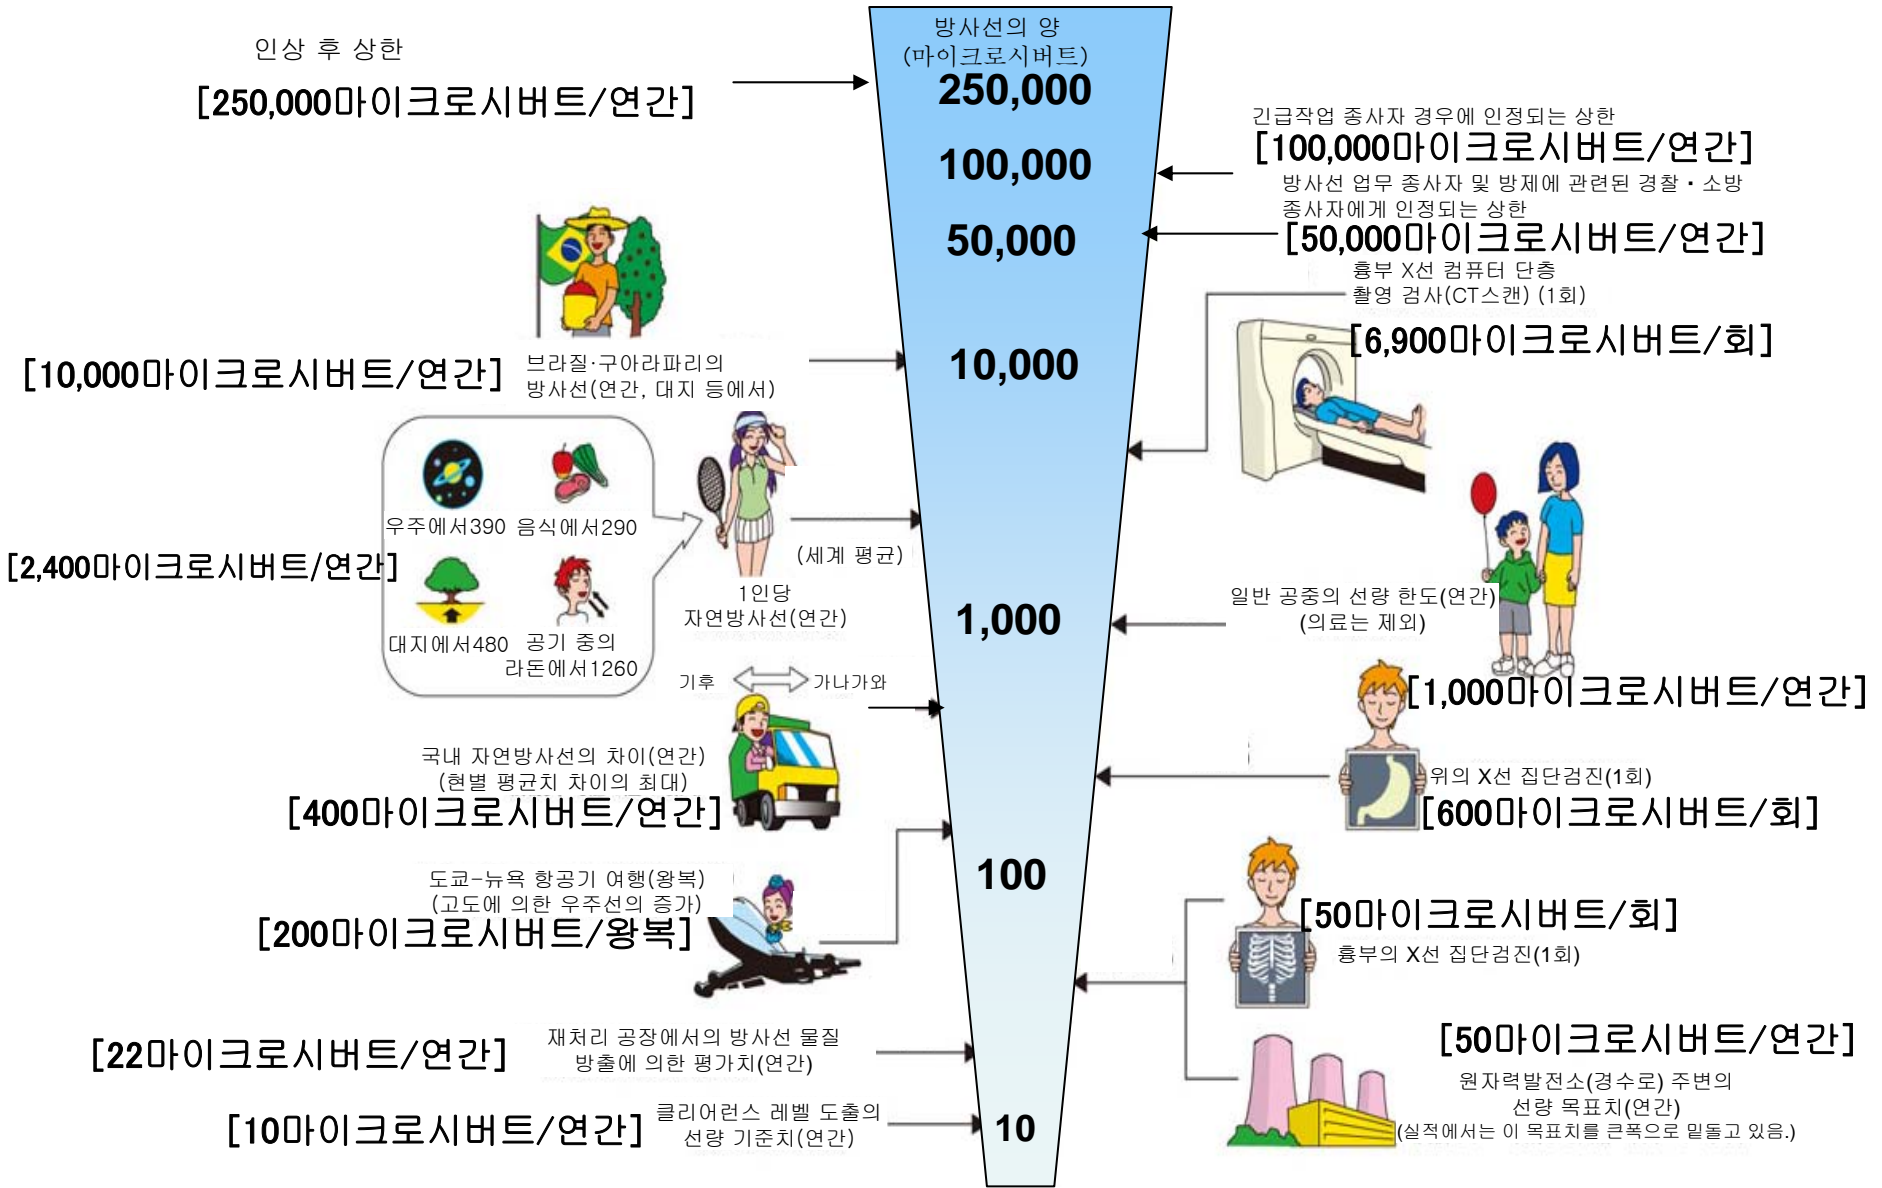 방사선의 양
(마이크로시버트)
250,000
100,000
50,000
10,000
1,000
100
10
인상 후 상한
[250,000마이크로시버트/연간]
[10,000마이크로시버트/연간]
브라질·구아라파리의
방사선(연간, 대지 등에서)
우주에서390 음식에서290
대지에서480
공기 중의
라돈에서1260
[2,400마이크로시버트/연간]
(세계 평균)
1인당
자연방사선(연간)
기후 가나가와
국내 자연방사선의 차이(연간)
(현별 평균치 차이의 최대)
[400마이크로시버트/연간]
도쿄-뉴욕 항공기 여행(왕복)
(고도에 의한 우주선의 증가)
[200마이크로시버트/왕복]
[22마이크로시버트/연간]
재처리 공장에서의 방사선 물질
방출에 의한 평가치(연간)
[10마이크로시버트/연간]
클리어런스 레벨 도출의
선량 기준치(연간)
긴급작업 종사자 경우에 인정되는 상한
[100,000마이크로시버트/연간]
방사선 업무 종사자 및 방제에 관련된 경찰・소방
종사자에게 인정되는 상한
[50,000마이크로시버트/연간]
흉부 X선 컴퓨터 단층
촬영 검사(CT스캔) (1회)
[6,900마이크로시버트/회]
일반 공중의 선량 한도(연간)
(의료는 제외)
[1,000마이크로시버트/연간]
위의 X선 집단검진(1회)
[600마이크로시버트/회]
[50마이크로시버트/회]
흉부의 X선 집단검진(1회)
[50마이크로시버트/연간]
원자력발전소(경수로) 주변의
선량 목표치(연간)
(실적에서는 이 목표치를 큰폭으로 밑돌고 있음.)